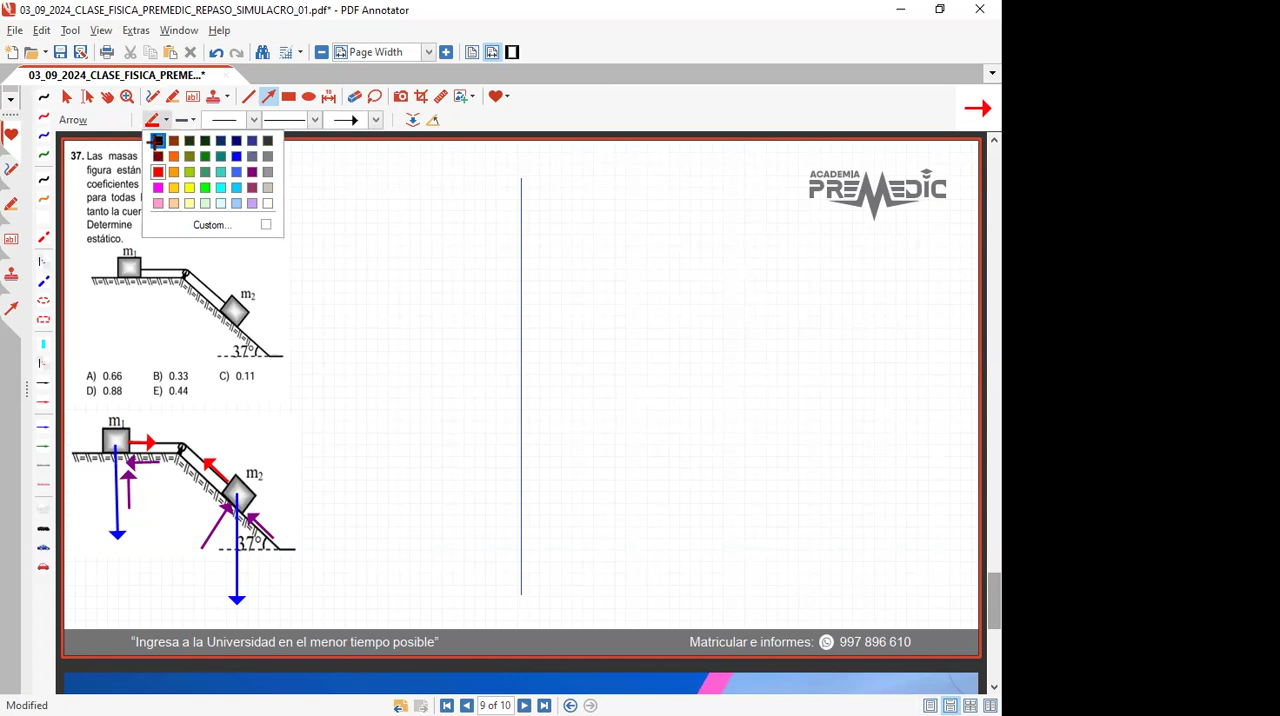 03_09_2024_CLASE_FISICA_PREMEDIC_REPASO_SIMULACRO_01.pdf* - PDF Annotator
File Edit Tool View Extras Window Help
Page Width
03_09_2024_CLASE_FISICA_PREME...*
Arrow
Custom...
37. Las masas
figura están
coeficientes
para todas
tanto la cuer
Determine
estático.
m1
m2
37°
A) 0.66 B) 0.33 C) 0.11
D) 0.88 E) 0.44
m1
m2
37°
ACADEMIA
PREMEDIC
“Ingresa a la Universidad en el menor tiempo posible”
Matricular e informes: 997 896 610
Modified
9 of 10